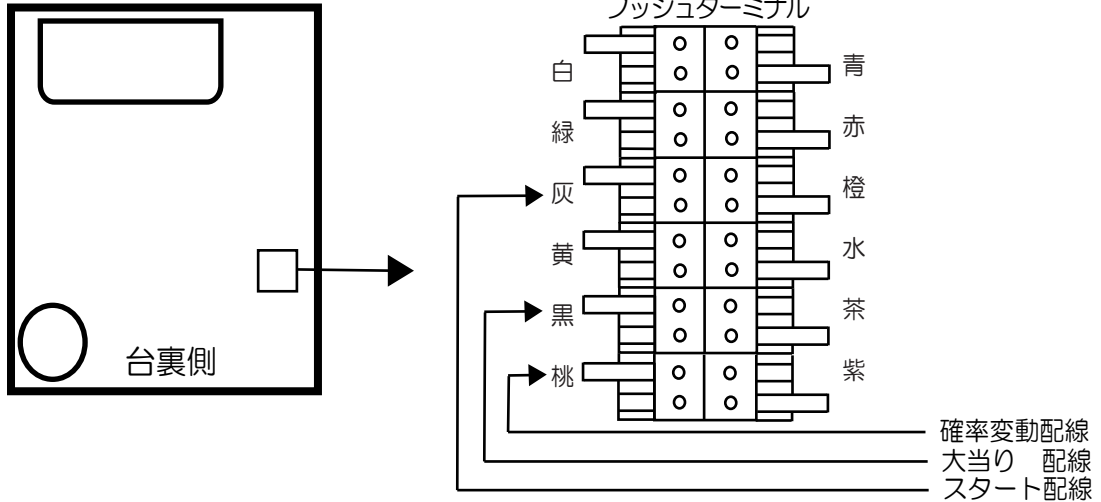 プッシュターミナル
白
青
緑
赤
灰
橙
黄
水
黒
茶
桃
紫
台裏側
確率変動配線
大当り 配線
スタート配線